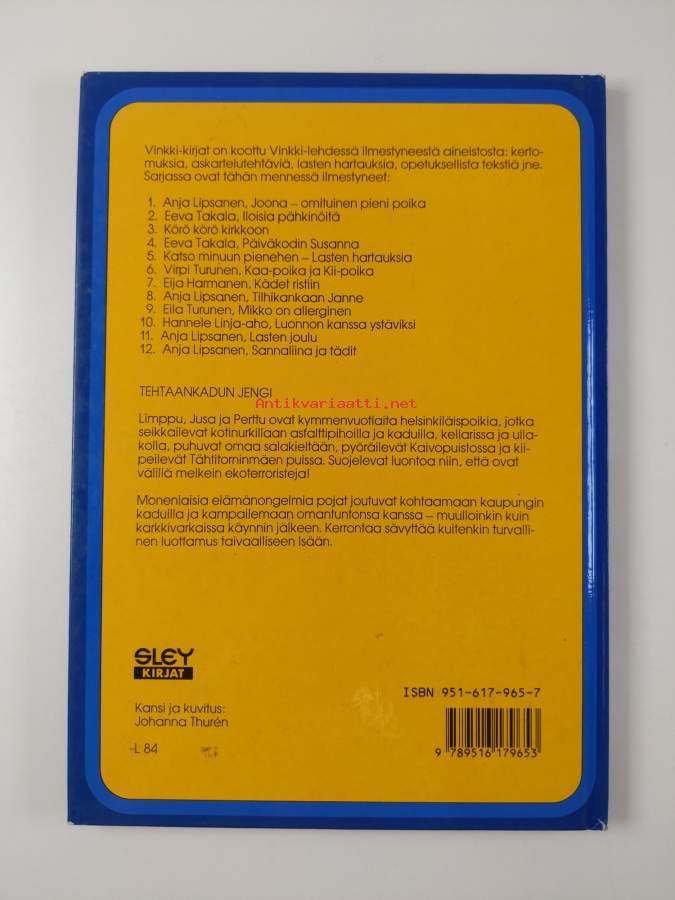 Vinkki-kirjat on koottu Vinkki-lehdessä ilmestyneestä aineistosta: kerto-
muksia, askartelutehtäviä, lasten hartauksia, opetuksellista tekstiä jne.
Sarjassa ovat tähän mennessä ilmestyneet:
1. Anja Lipsanen, Joona – omituinen pieni poika
2. Eeva Takala, Iloisia pähkinöitä
3. Körö körö kirkkoon
4. Eeva Takala, Päiväkodin Susanna
5. Katso minuun pienehen – Lasten hartauksia
6. Virpi Turunen, Kaa-poika ja Kii-poika
7. Eija Harmanen, Kädet ristiin
8. Anja Lipsanen, Tilhikankaan Janne
9. Eila Turunen, Mikko on allerginen
10. Hannele Linja-aho, Luonnon kanssa ystäviksi
11. Anja Lipsanen, Lasten joulu
12. Anja Lipsanen, Sannaliina ja tädit
TEHTAANKADUN JENGI
Antikvariaatti.net
Limppu, Jusa ja Perttu ovat kymmenvuotiaita helsinkiläispoikia, jotka
seikkailevat kotinurkillaan asfalttipihoilla ja kaduilla, kellarissa ja ulla-
kolla, puhuvat omaa salakieltään, pyöräilevät Kaivopuistossa ja kii-
peilevät Tähtitorninmäen puissa. Suojelevat luontoa niin, että ovat
välillä melkein ekoterroristeja!
Monenlaisia elämänongelmia pojat joutuvat kohtaamaan kaupungin
kaduilla ja kampailemaan omantuntonsa kanssa – muulloinkin kuin
karkkivarkaissa käynnin jälkeen. Kerrontaa sävyttää kuitenkin turvalli-
nen luottamus taivaalliseen Isään.
SLEY
KIRJAT
ISBN 951-617-965-7
Kansi ja kuvitus:
Johanna Thurén
L 84
9 789516 179653